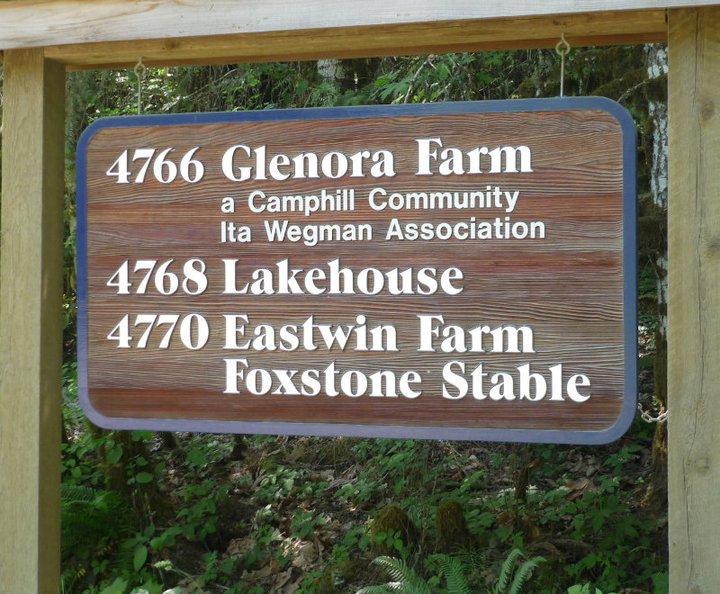 4766 Glenora Farm
a Camphill Community
Ita Wegman Association
4768 Lakehouse
4770 Eastwin Farm
Foxstone Stable